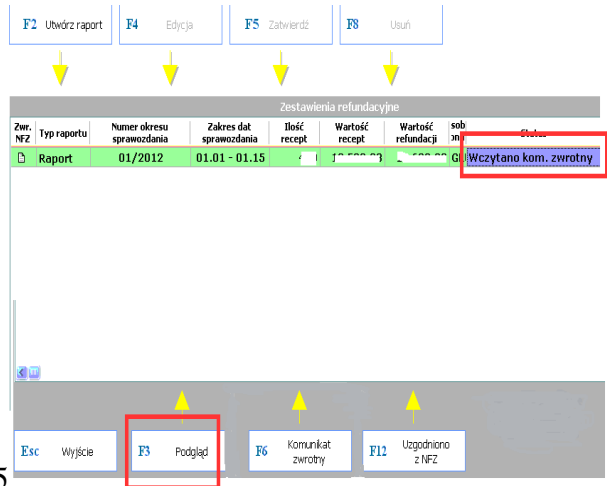 F2 Utwórz raport F4 Edycja F5 Zatwierdź F8 Usuń
Zestawienia refundacyjne
Zwr. NFZ Typ raportu Numer okresu sprawozdania Zakres dat sprawozdania Ilość recept Wartość recept Wartość refundacji sob Status
Raport 01/2012 01.01 - 01.15 Wczytano kom. zwrotny
Esc Wyjście F3 Podgląd F6 Komunikat zwrotny F12 Uzgodniono z NFZ
5